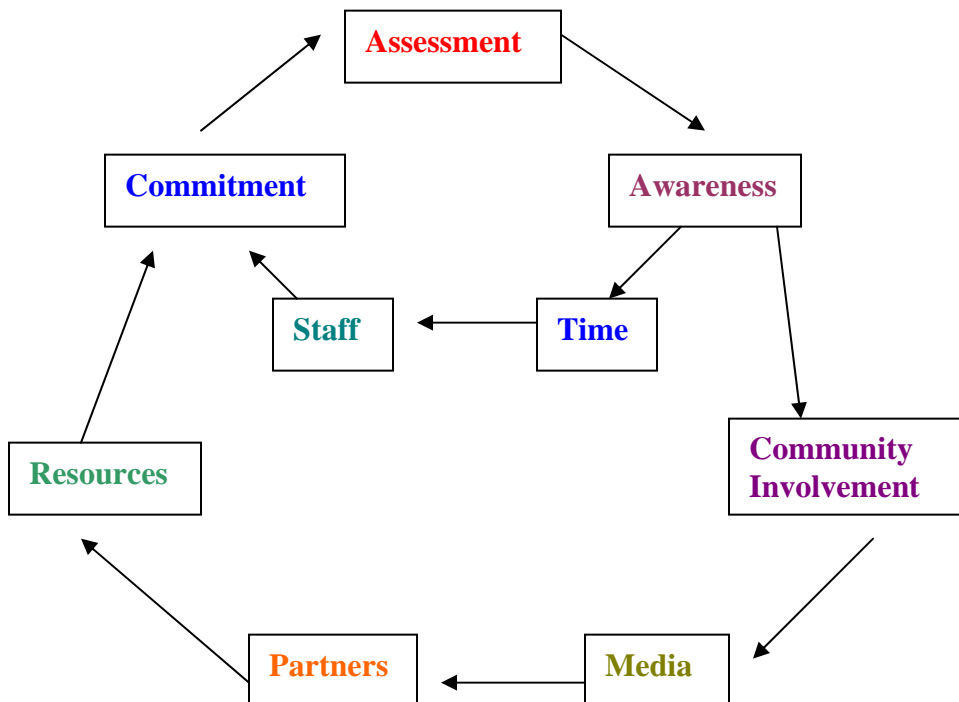 Assessment
Commitment
Awareness
Staff
Time
Community
Involvement
Resources
Partners
Media